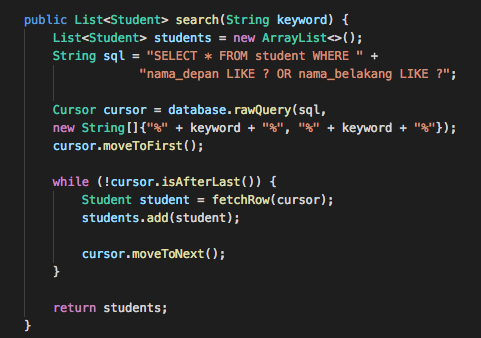 public List<Student> search(String keyword) {
List<Student> students = new ArrayList<>();
String sql = "SELECT * FROM student WHERE " +
"nama_depan LIKE ? OR nama_belakang LIKE ?";
Cursor cursor = database.rawQuery(sql,
new String[]{"%" + keyword + "%", "%" + keyword + "%"});
cursor.moveToFirst();
while (!cursor.isAfterLast()) {
Student student = fetchRow(cursor);
students.add(student);
cursor.moveToNext();
}
return students;
}